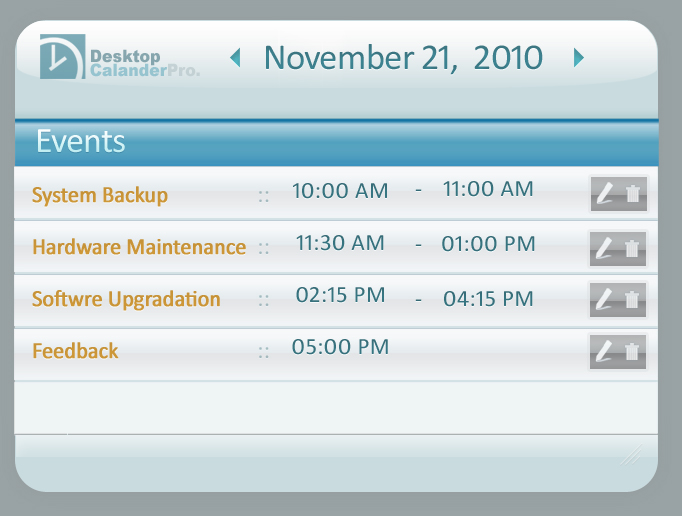 Desktop
CalanderPro.
November 21, 2010
Events
System Backup :: 10:00 AM - 11:00 AM
Hardware Maintenance :: 11:30 AM - 01:00 PM
Softwre Upgradation :: 02:15 PM - 04:15 PM
Feedback :: 05:00 PM